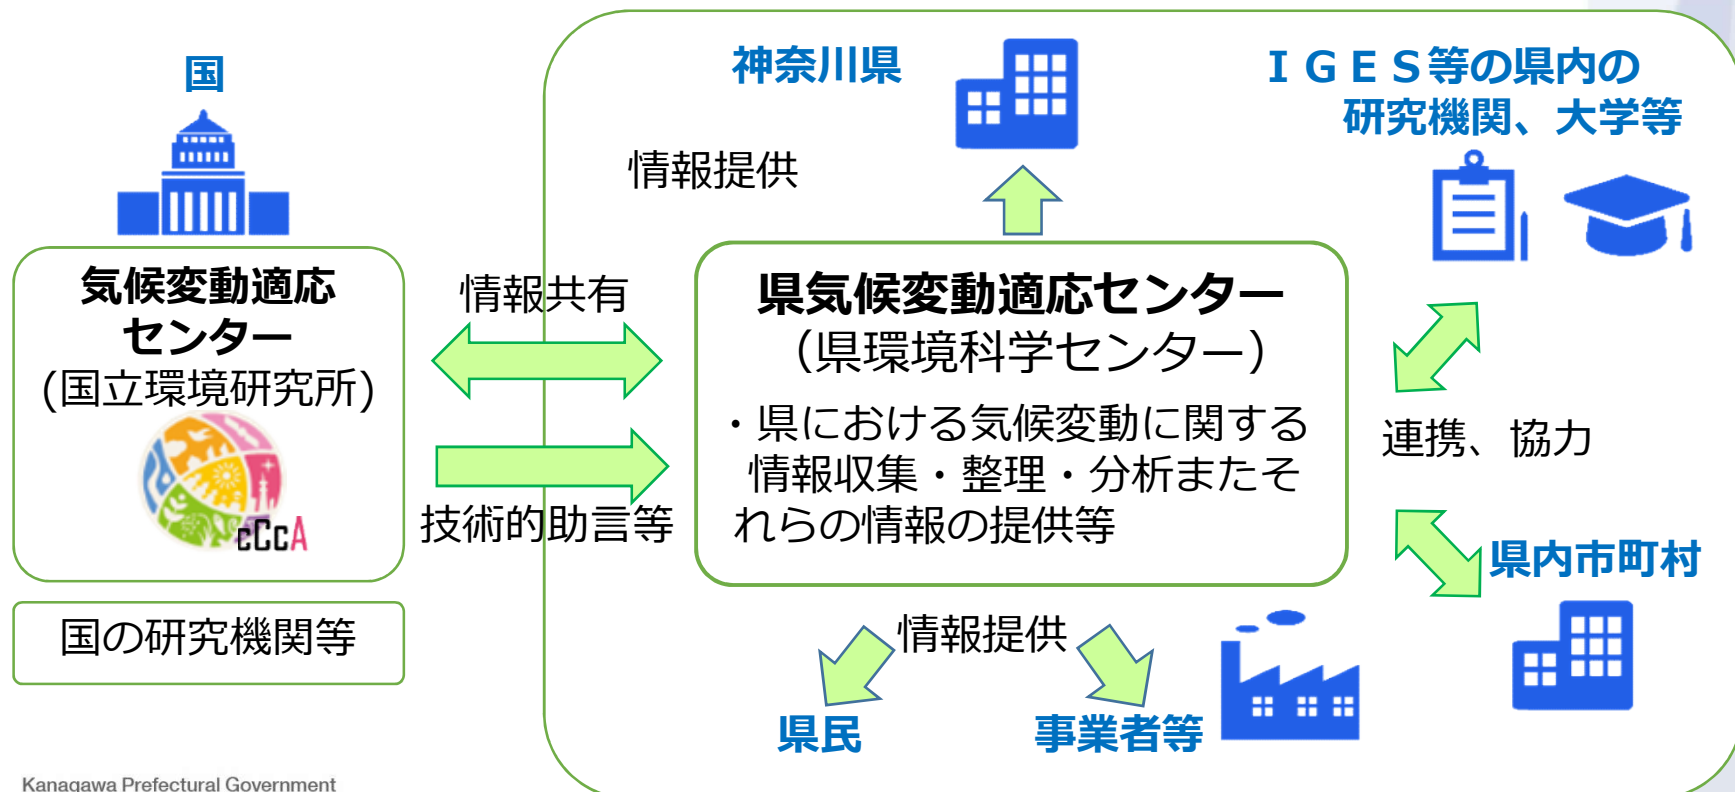 国
気候変動適応
センター
(国立環境研究所)
cCcA
国の研究機関等
情報共有
技術的助言等
神奈川県
情報提供
ＩＧＥＳ等の県内の
研究機関、大学等
県気候変動適応センター
（県環境科学センター）
・県における気候変動に関する
情報収集・整理・分析またそ
れらの情報の提供等
連携、協力
県内市町村
情報提供
県民
事業者等
Kanagawa Prefectural Government